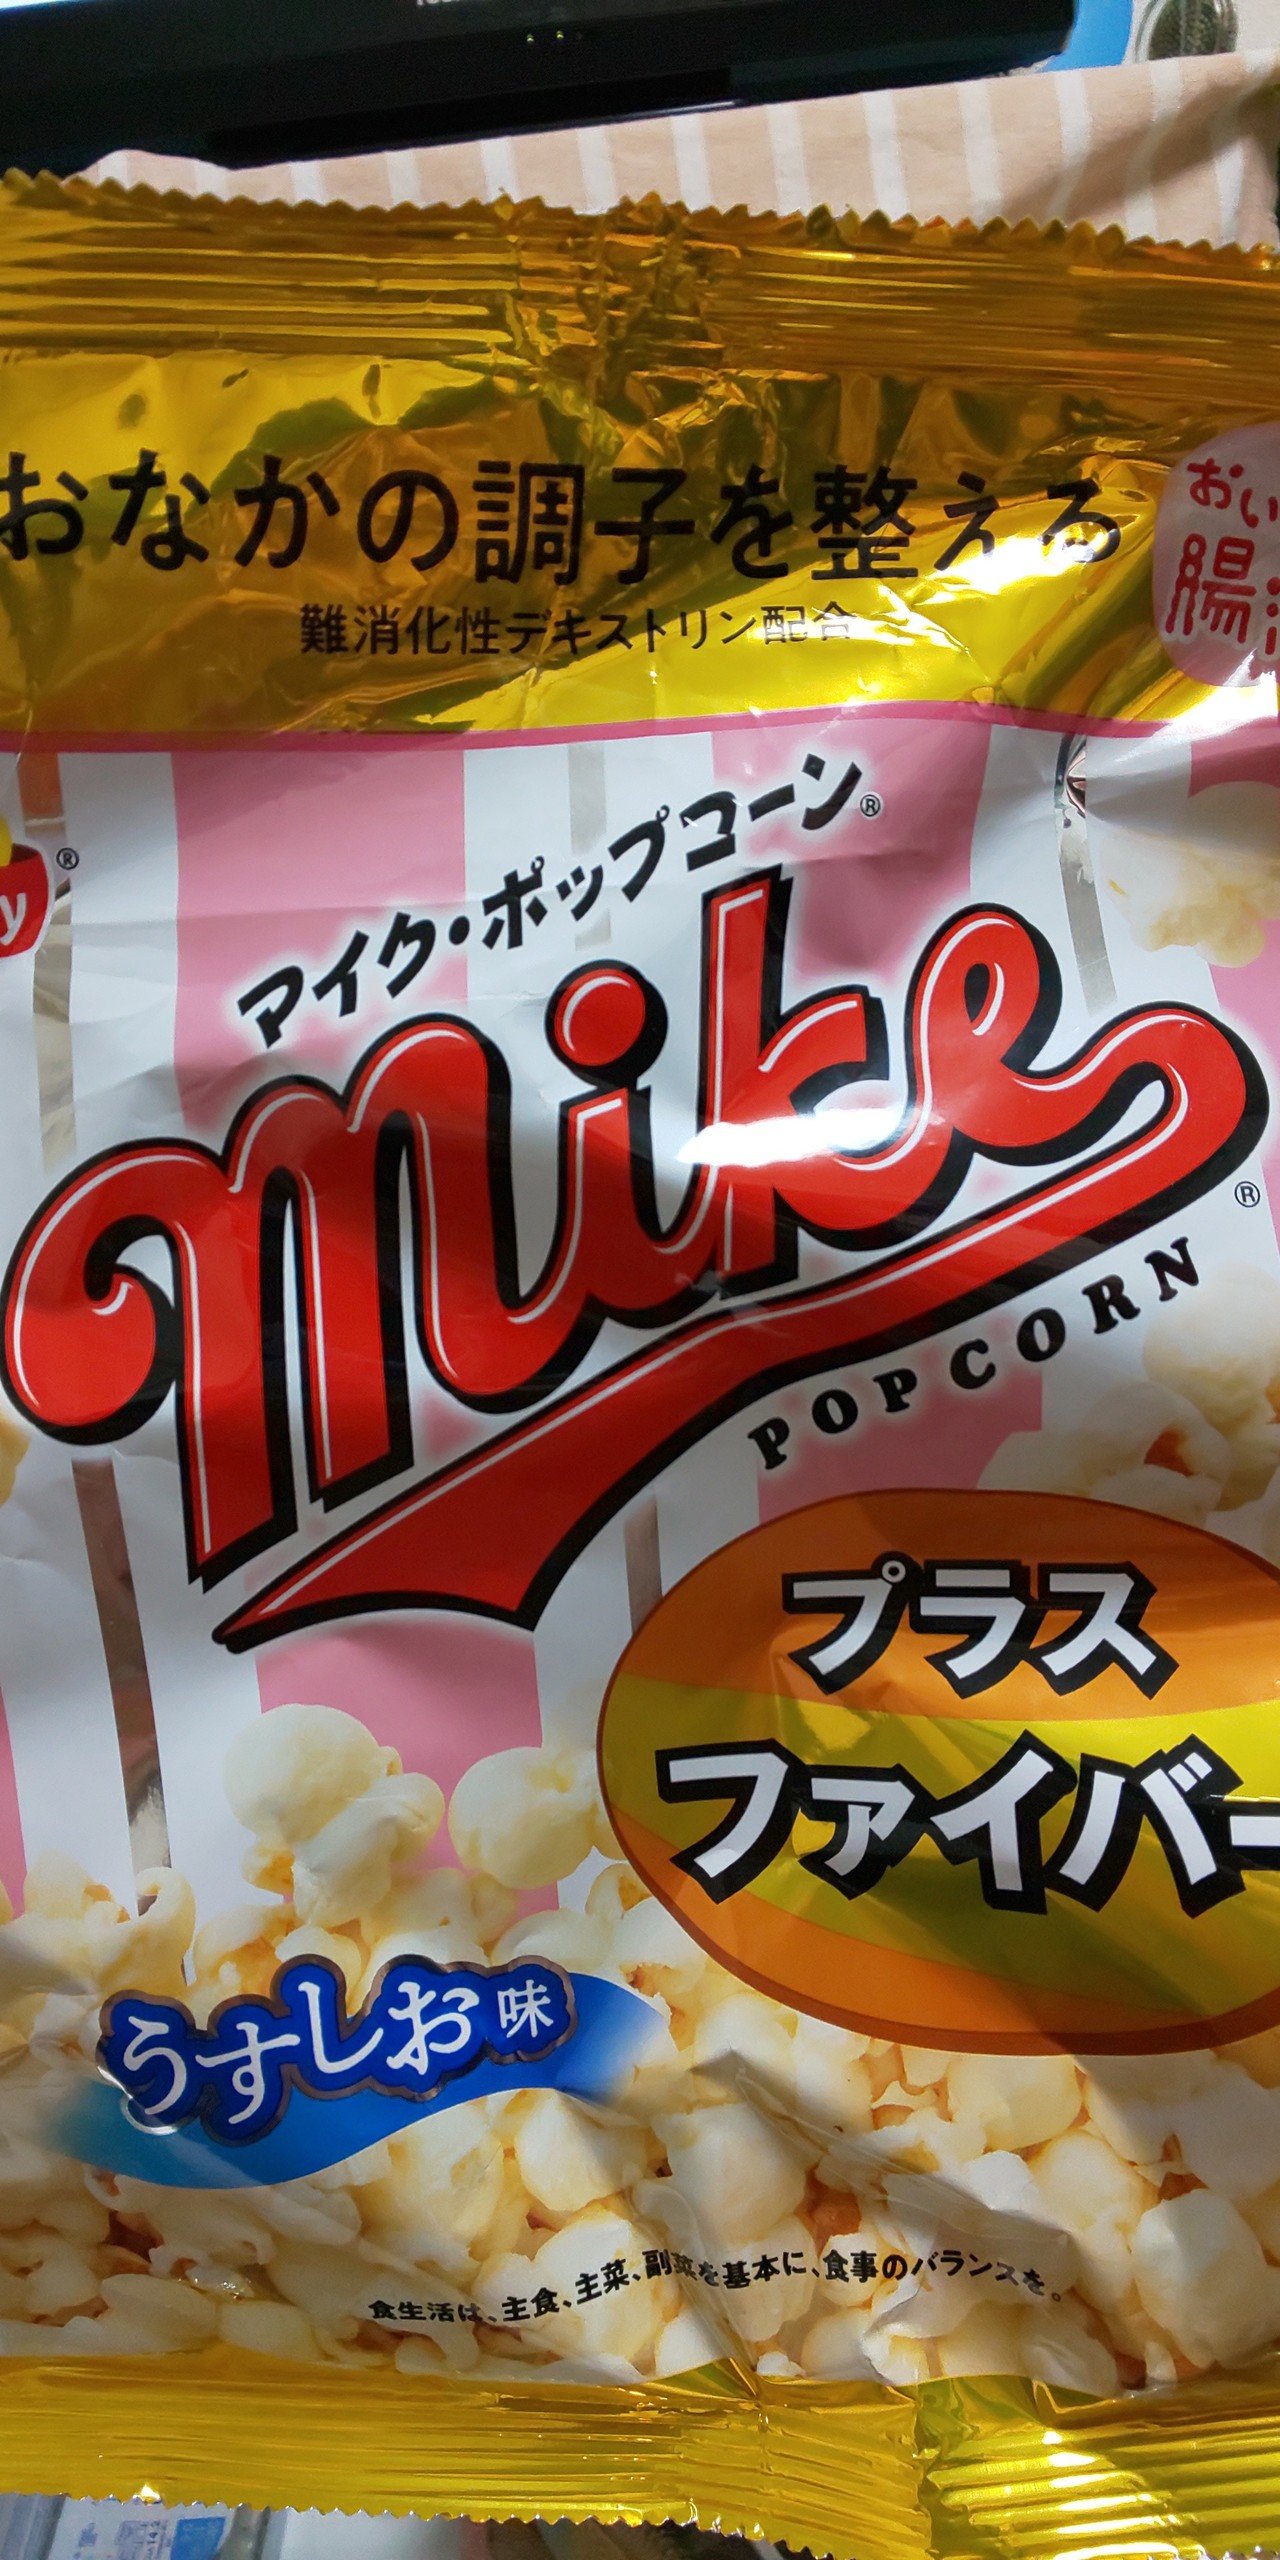 おなかの調子を整える
難消化性デキストリン配合
おい
腸
マイク・ポップコーン®
y®
mike®
POPCORN
プラス
ファイバー
うすしお味
食生活は、主食、主菜、副菜を基本に、食事のバランスを。